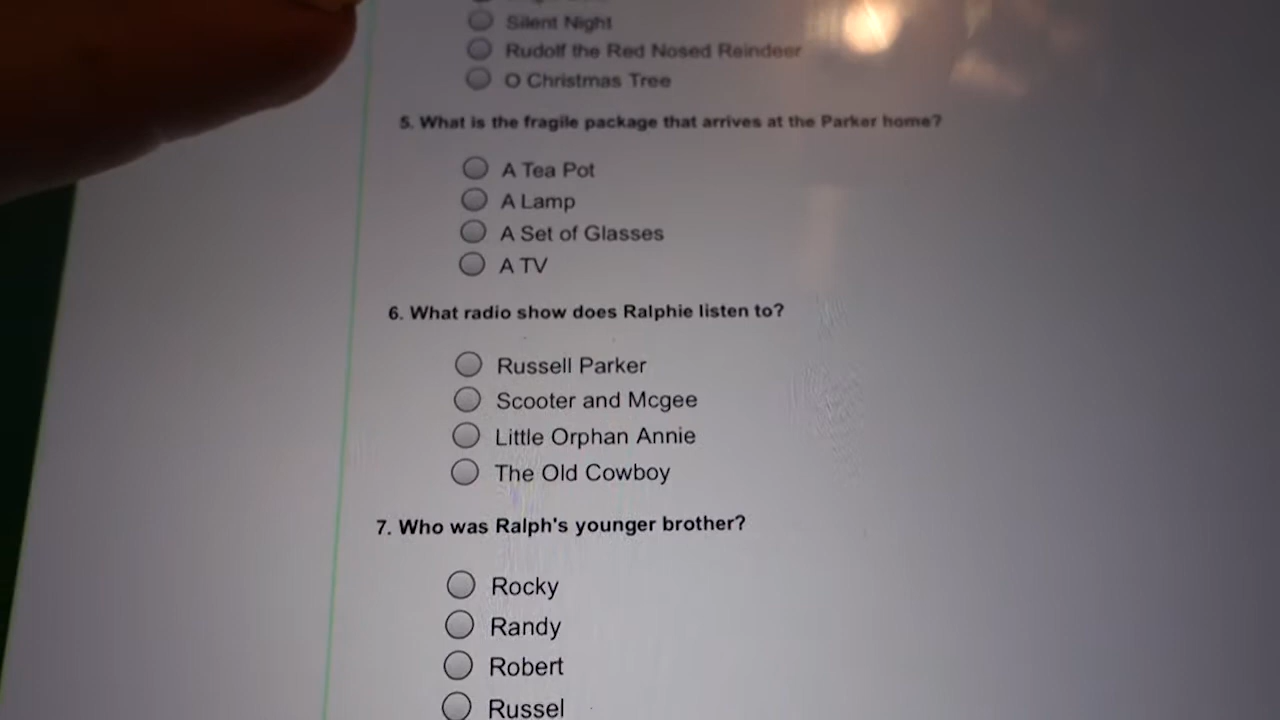 Silent Night
Rudolf the Red Nosed Reindeer
O Christmas Tree
5. What is the fragile package that arrives at the Parker home?
A Tea Pot
A Lamp
A Set of Glasses
A TV
6. What radio show does Ralphie listen to?
Russell Parker
Scooter and Mcgee
Little Orphan Annie
The Old Cowboy
7. Who was Ralph's younger brother?
Rocky
Randy
Robert
Russel